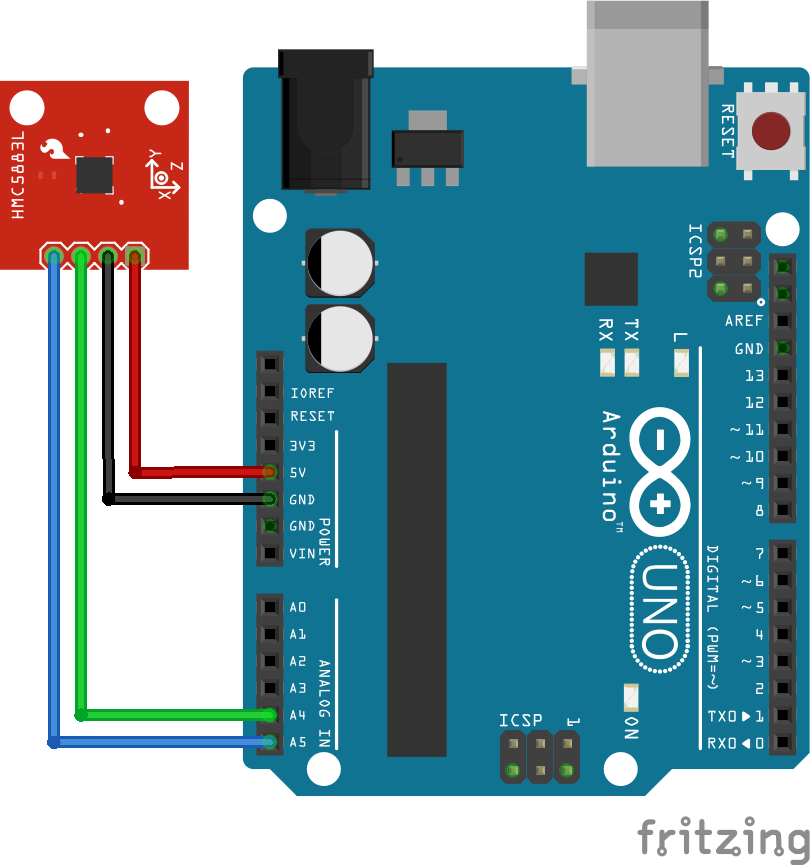 HMC5883L
Y
Z
X
RESET
ICSP2
RX
TX
L
AREF
GND
13
12
~11
~10
~9
8
7
~6
~5
4
~3
2
TX0▶1
RX0◀0
DIGITAL (PWM=~)
Arduino™
UNO
ON
ICSP
1
IOREF
RESET
3V3
5V
GND
GND
VIN
POWER
A0
A1
A2
A3
A4
A5
ANALOG IN
fritzing